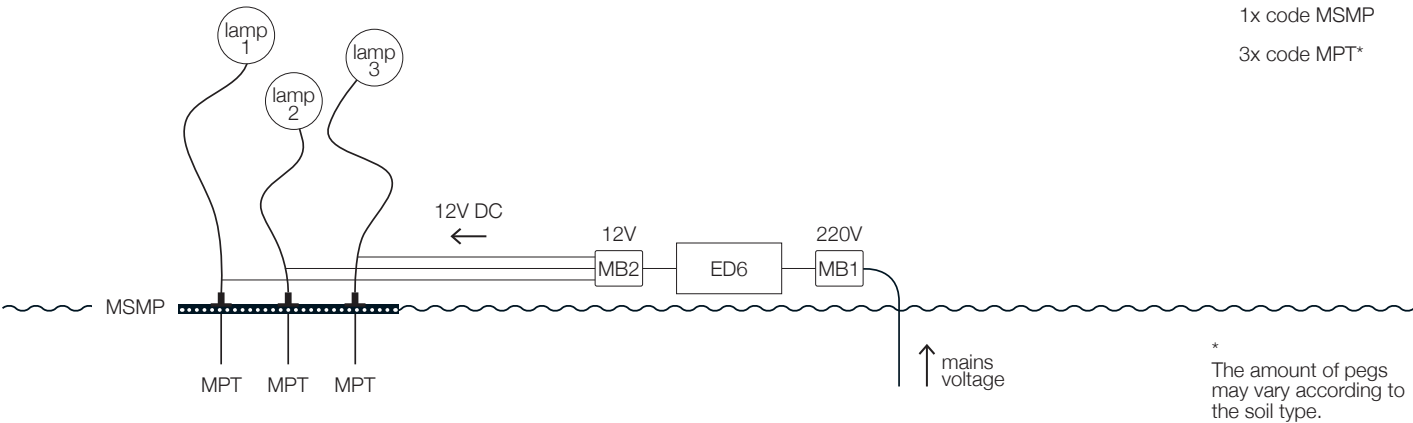 1x code MSMP
3x code MPT*
lamp
1
lamp
2
lamp
3
12V DC
12V
220V
MB2
ED6
MB1
MSMP
MPT
MPT
MPT
mains
voltage
*
The amount of pegs
may vary according to
the soil type.